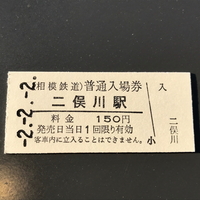 -2.-2.-2.
(相模鉄道)普通入場券
二俣川駅
料金 150円
発売日当日1回限り有効
客車内に立入ることはできません。
小
入
二俣川